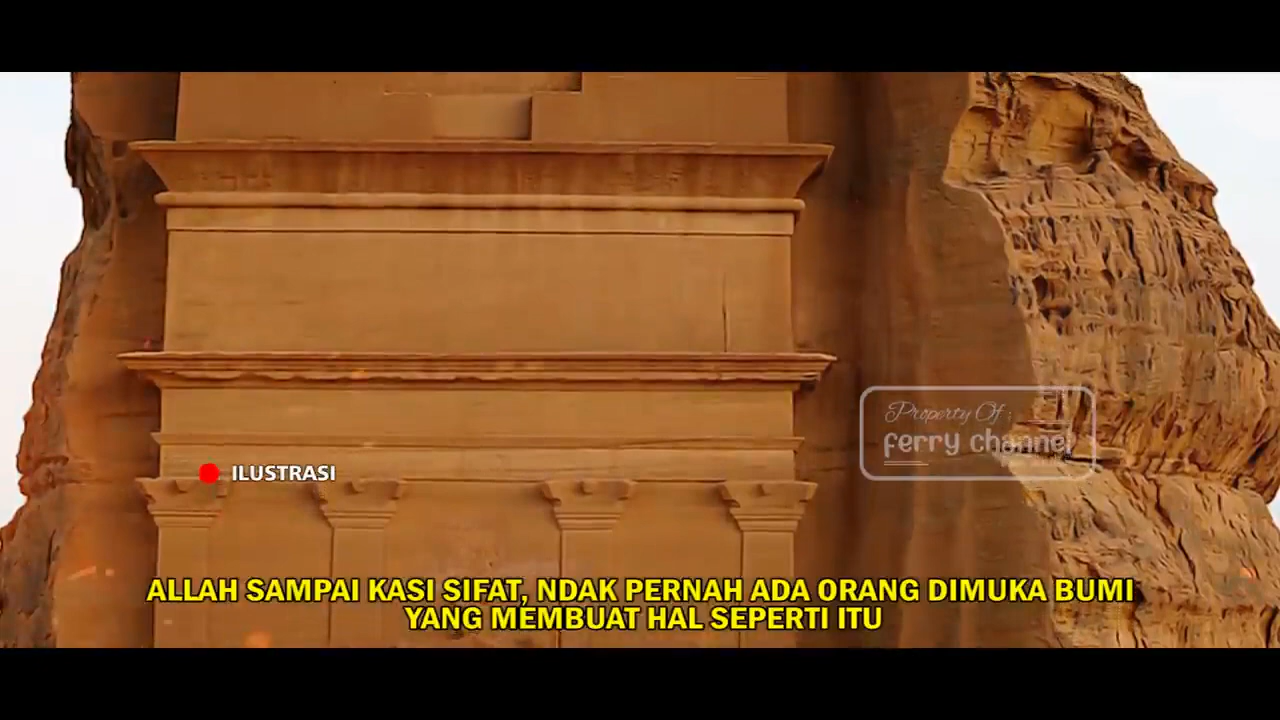 Property Of :
ferry channel
ILUSTRASI
ALLAH SAMPAI KASI SIFAT, NDAK PERNAH ADA ORANG DIMUKA BUMI
YANG MEMBUAT HAL SEPERTI ITU